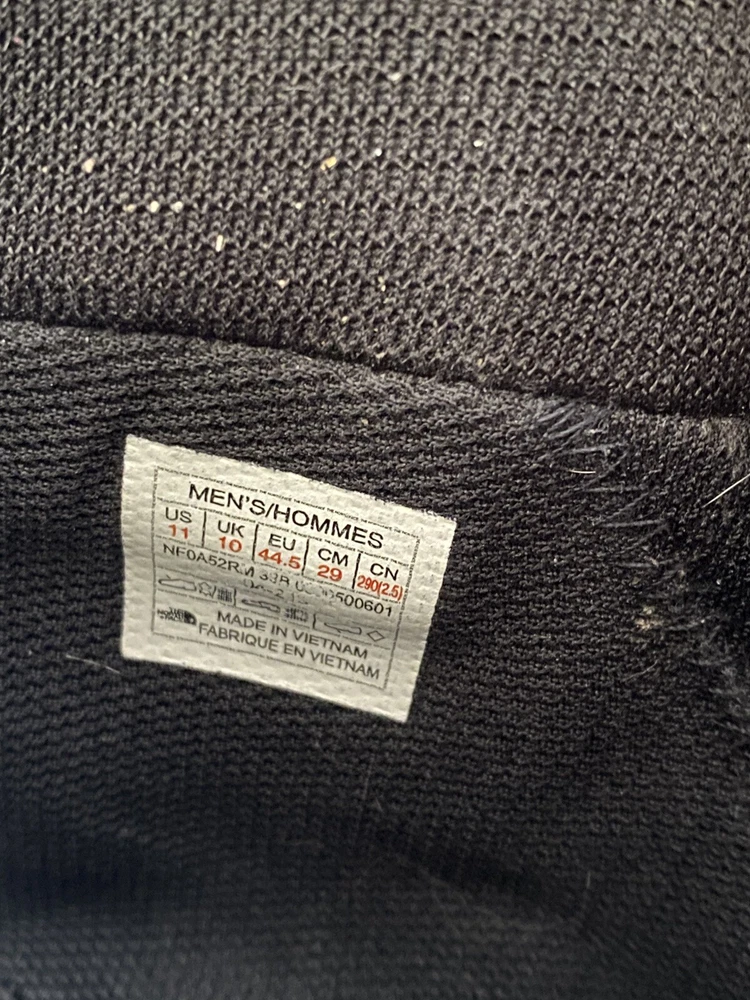 MEN'S/HOMMES
US UK EU CM CN
11 10 44.5 29 290(2.5)
NF0A52R
MADE IN VIETNAM
FABRIQUE EN VIETNAM